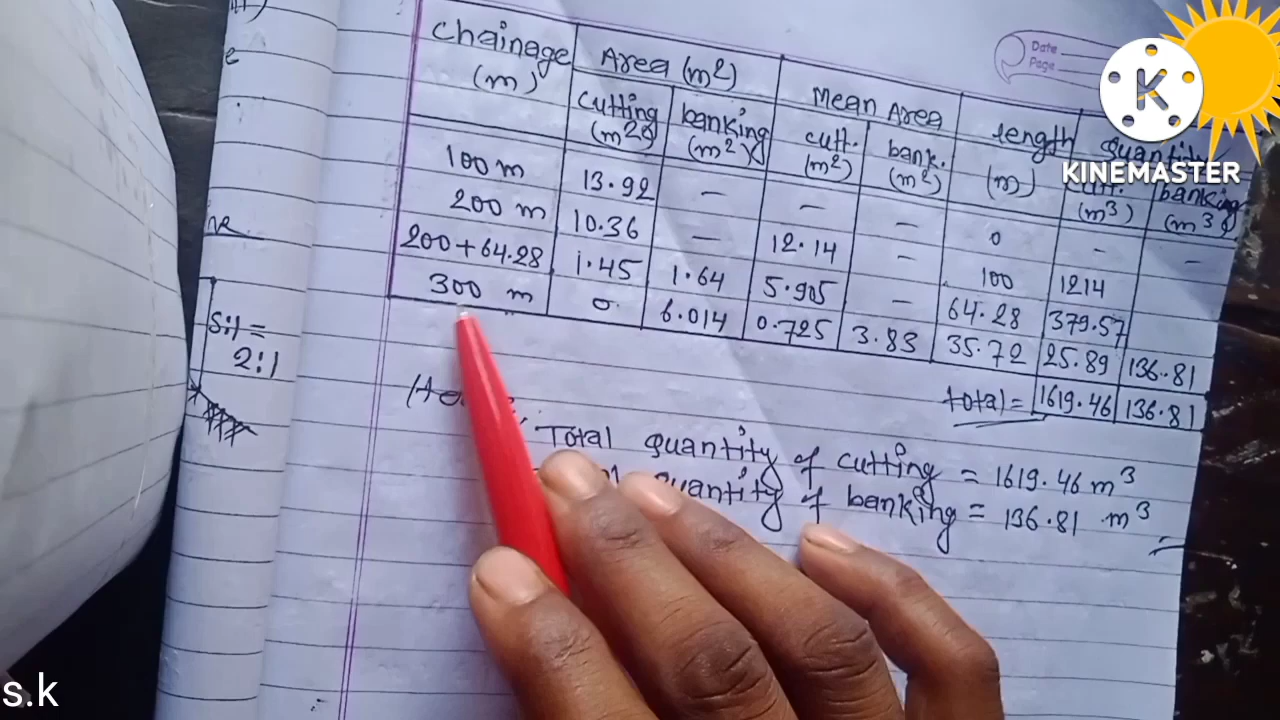 Date
Page
K
KINEMASTER
Chainage (m) Area (m2) Mean Area length (m) Quantity
cutting (m2) banking (m2) cutt. (m2) bank. (m2) cutt. (m3) banking (m3)
100 m 13.92 — — — 0 - —
200 m 10.36 — 12.14 - 100 1214
200+64.28 1.45 1.64 5.905 — 64.28 379.57
300 m 0. 6.014 0.725 3.83 35.72 25.89 136.81
total = 1619.46 136.81
S:1 =
2:1
Total quantity of cutting = 1619.46 m3
quantity of banking = 136.81 m3
s.k